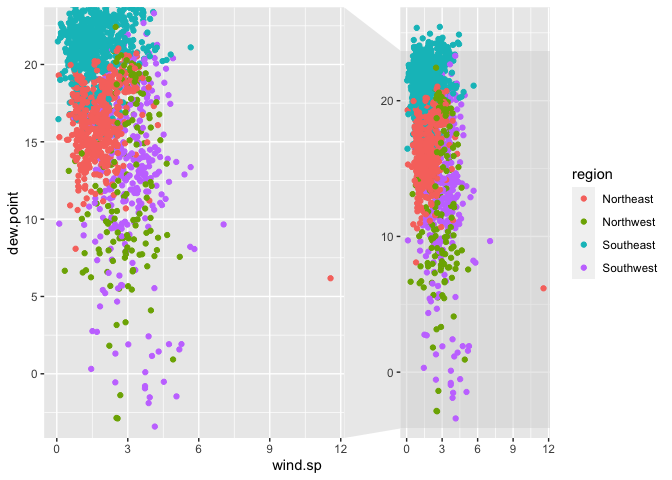 20
15
10
5
0
dew.point
0 3 6 9 12
wind.sp
20
10
0
0 3 6 9 12
region
Northeast
Northwest
Southeast
Southwest